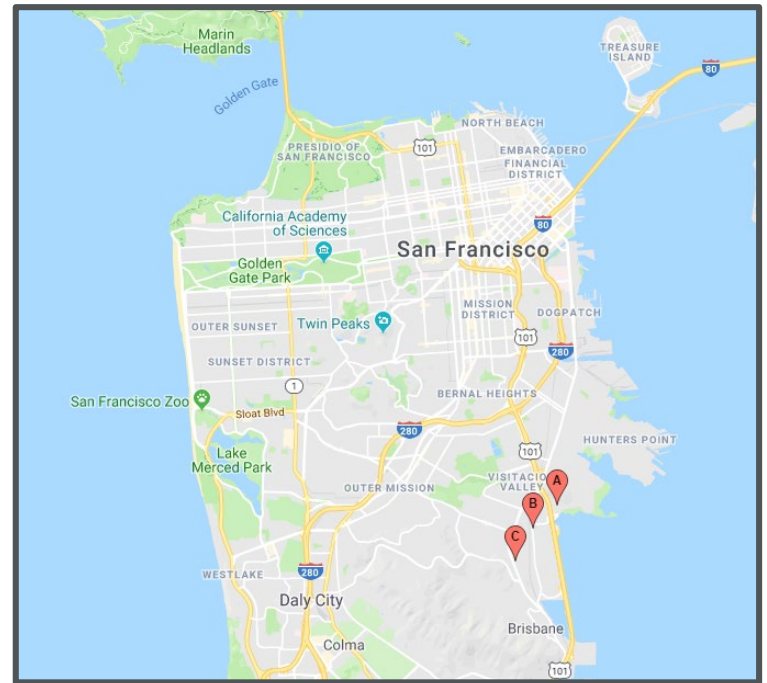 Marin
Headlands
TREASURE
ISLAND
80
Golden Gate
NORTH BEACH
101
PRESIDIO OF
SAN FRANCISCO
EMBARCADERO
FINANCIAL
DISTRICT
California Academy
of Sciences
80
San Francisco
Golden
Gate Park
MISSION
DISTRICT
DOGPATCH
OUTER SUNSET
Twin Peaks
101
280
SUNSET DISTRICT
1
BERNAL HEIGHTS
San Francisco Zoo
Sloat Blvd
280
HUNTERS POINT
101
Lake
Merced Park
VISITACION
VALLEY
A
OUTER MISSION
B
C
WESTLAKE
280
Daly City
Brisbane
Colma
101